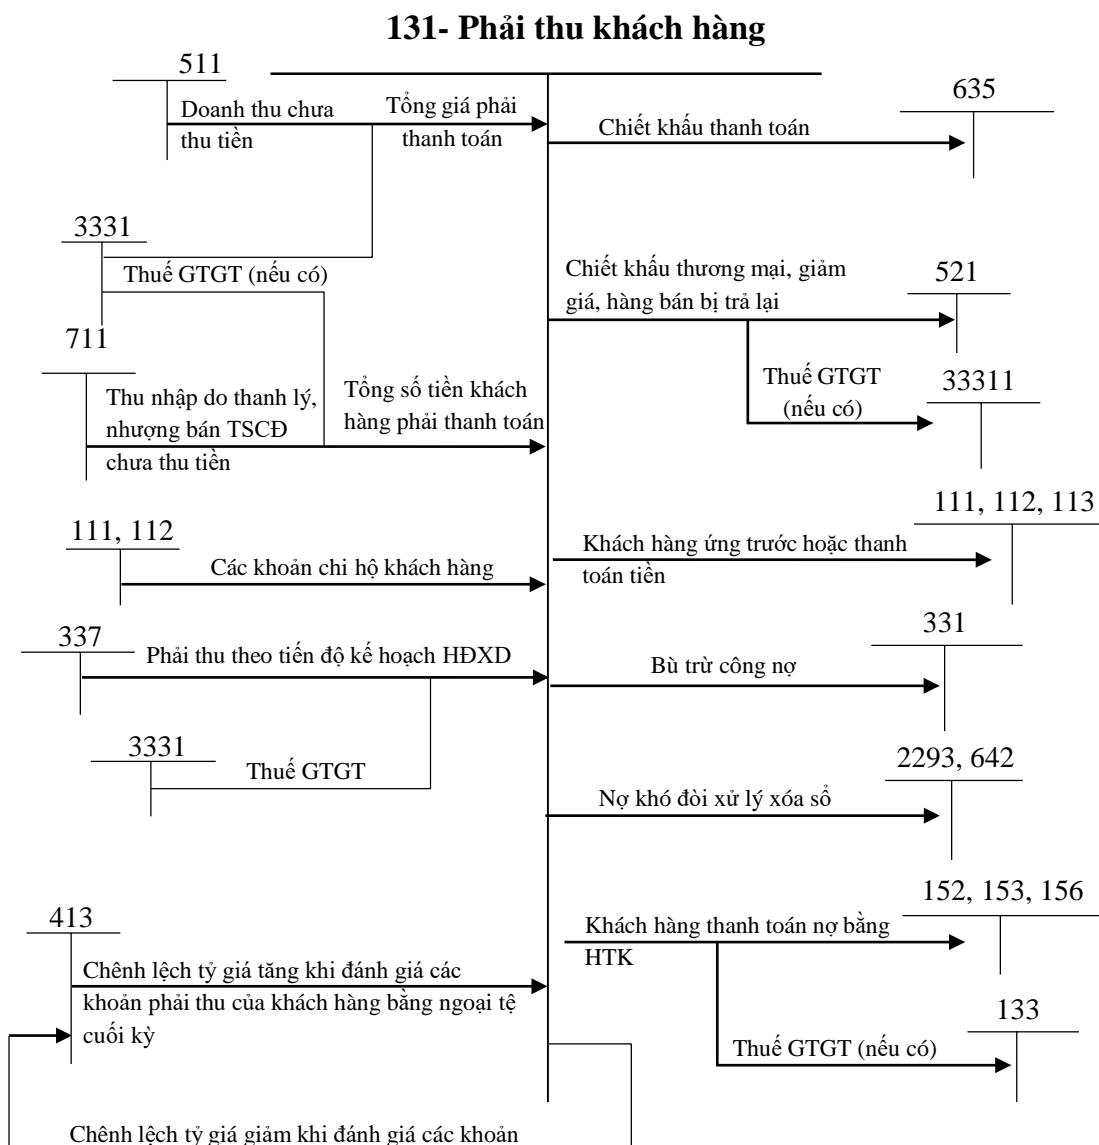 131- Phải thu khách hàng
511
Doanh thu chưa
thu tiền
Tổng giá phải
thanh toán
635
Chiết khấu thanh toán
3331
Thuế GTGT (nếu có)
Chiết khấu thương mại, giảm
giá, hàng bán bị trả lại
521
711
Thu nhập do thanh lý,
nhượng bán TSCĐ
chưa thu tiền
Tổng số tiền khách
hàng phải thanh toán
Thuế GTGT
(nếu có)
33311
111, 112
Các khoản chi hộ khách hàng
111, 112, 113
Khách hàng ứng trước hoặc thanh
toán tiền
337
Phải thu theo tiến độ kế hoạch HĐXD
331
Bù trừ công nợ
3331
Thuế GTGT
2293, 642
Nợ khó đòi xử lý xóa sổ
413
Chênh lệch tỷ giá tăng khi đánh giá các
khoản phải thu của khách hàng bằng ngoại tệ
cuối kỳ
152, 153, 156
Khách hàng thanh toán nợ bằng
HTK
133
Thuế GTGT (nếu có)
Chênh lệch tỷ giá giảm khi đánh giá các khoản